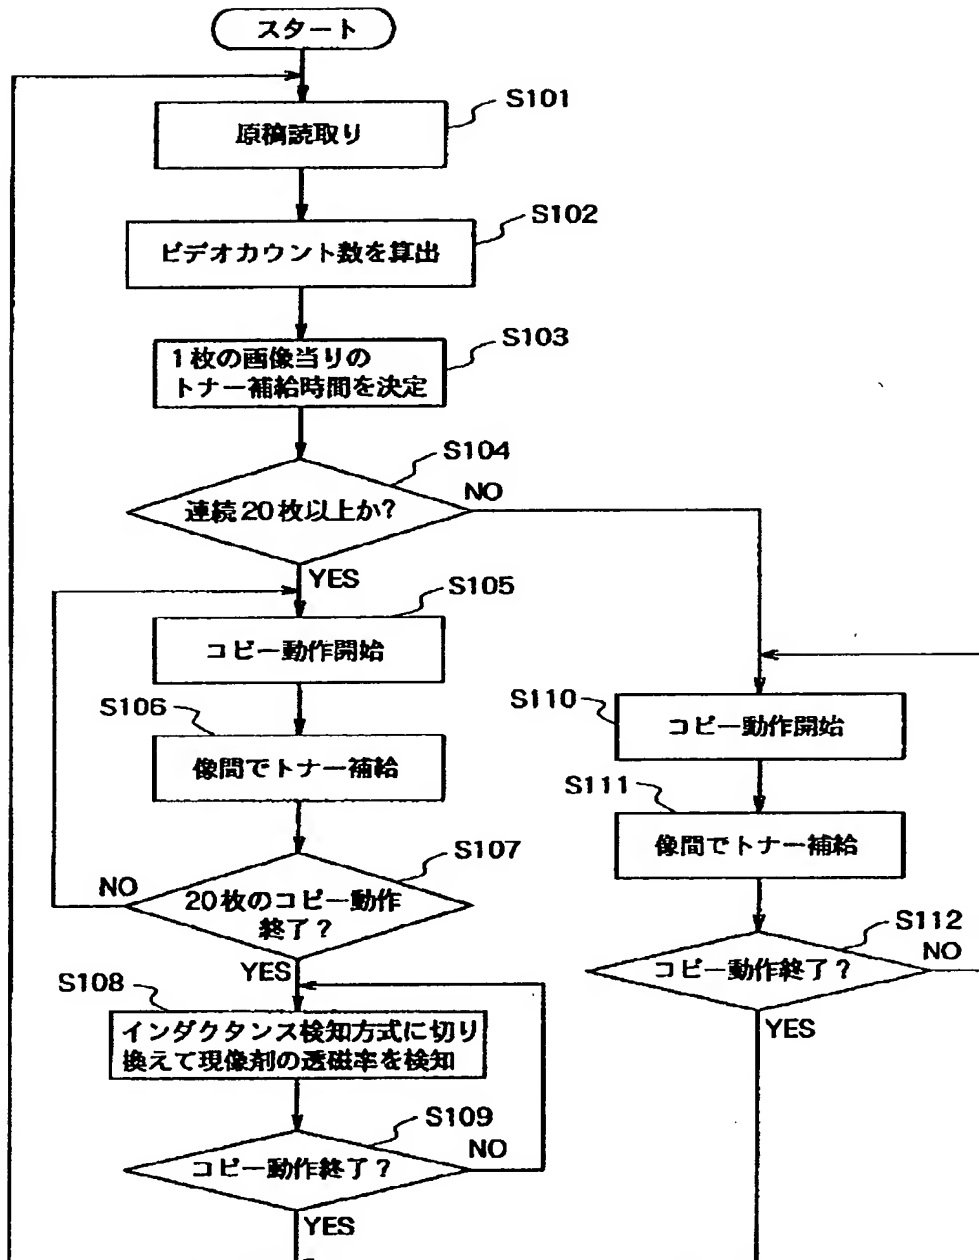 スタート
S101
原稿読取り
S102
ビデオカウント数を算出
S103
1枚の画像当りの
トナー補給時間を決定
S104
連続20枚以上か?
NO
YES
S105
コピー動作開始
S106
像間でトナー補給
S107
20枚のコピー動作
終了?
NO
YES
S108
インダクタンス検知方式に切り
換えて現像剤の透磁率を検知
S109
コピー動作終了?
NO
YES
S110
コピー動作開始
S111
像間でトナー補給
S112
コピー動作終了?
NO
YES